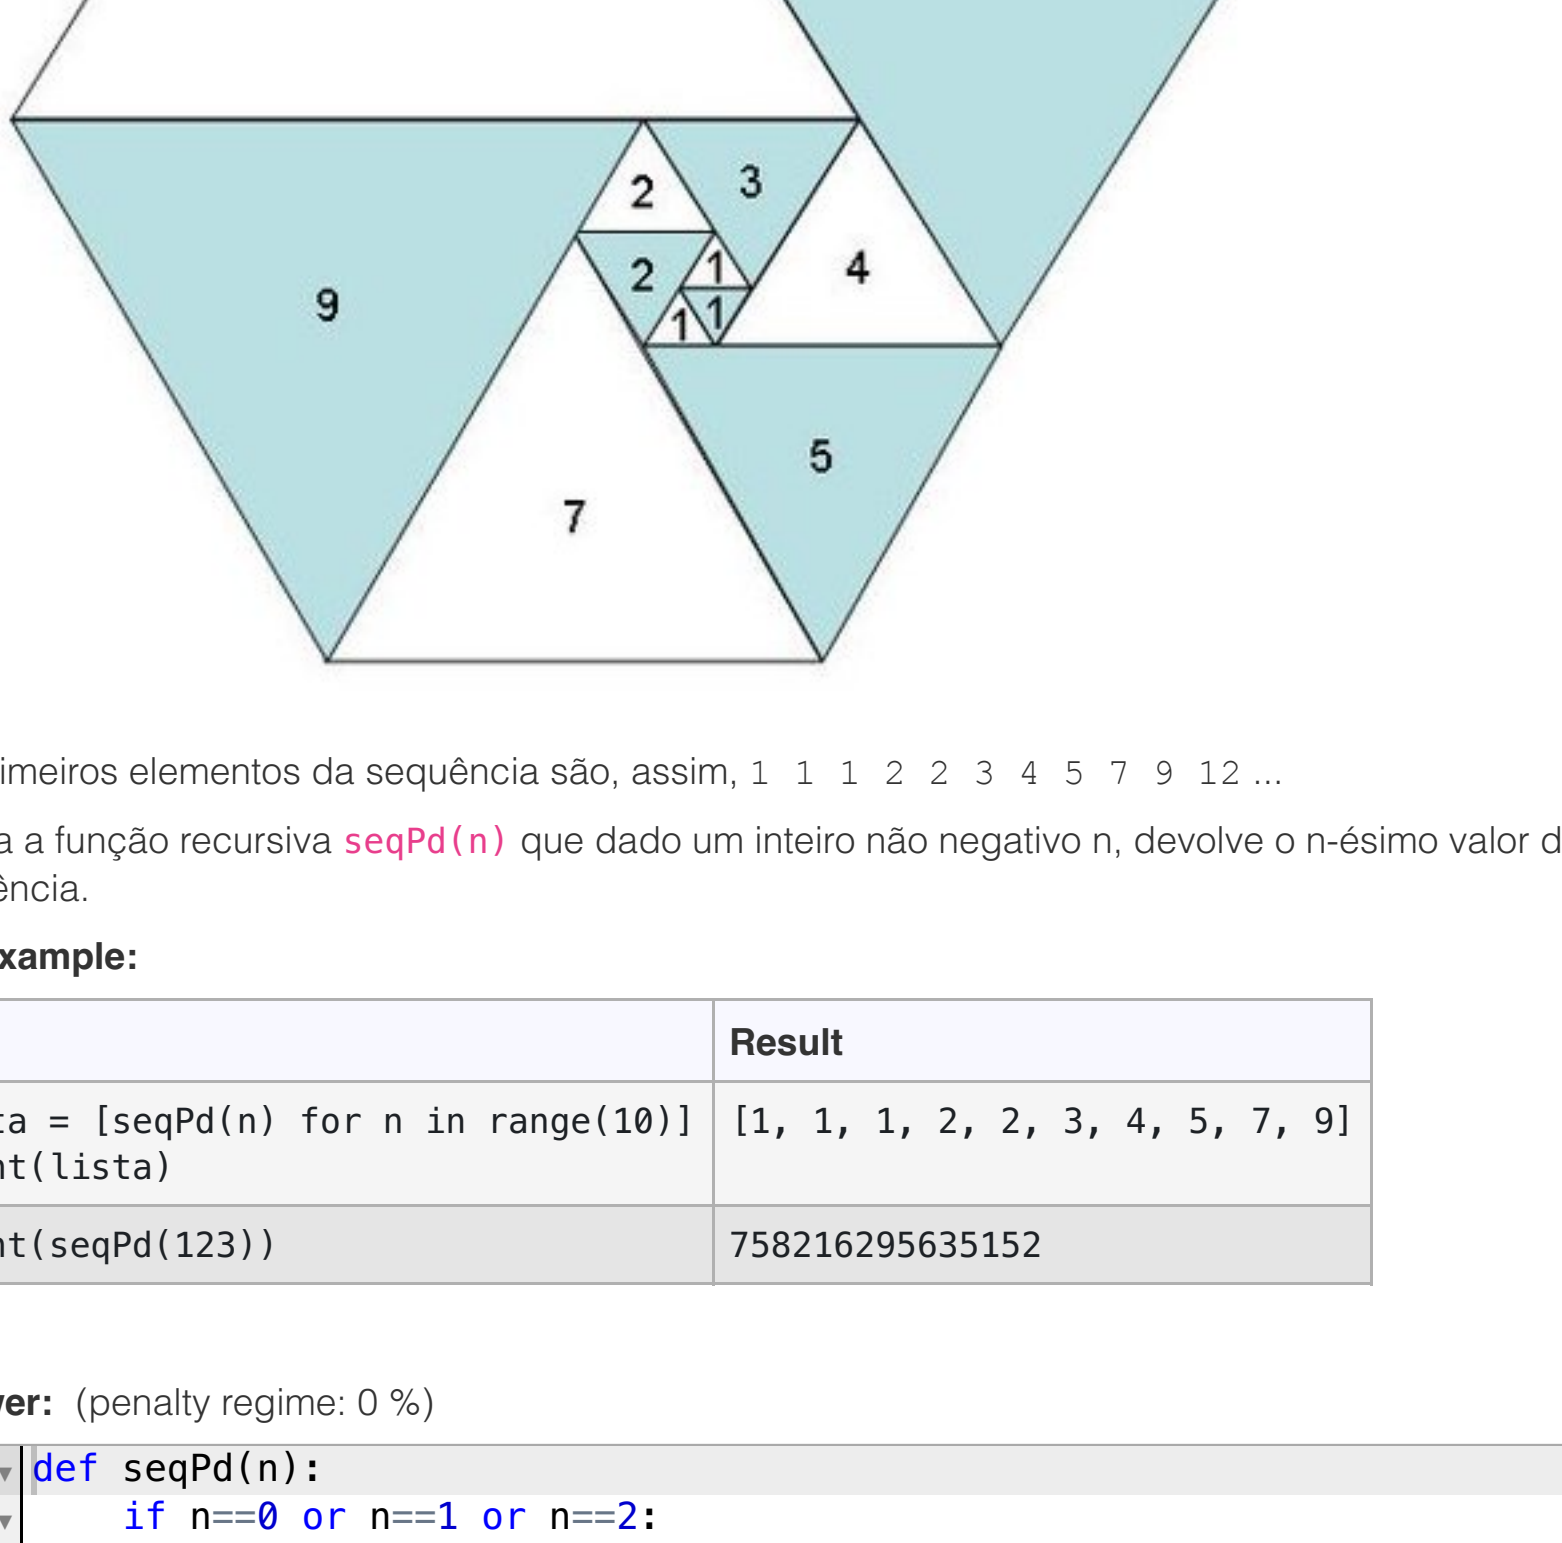 2
3
1
4
2
9
1
1
5
7
imeiros elementos da sequência são, assim, 1 1 1 2 2 3 4 5 7 9 12 ...
a a função recursiva seqPd(n) que dado um inteiro não negativo n, devolve o n-ésimo valor d
ência.
xample:
Result
ta = [seqPd(n) for n in range(10)] [1, 1, 1, 2, 2, 3, 4, 5, 7, 9]
nt(lista)
nt(seqPd(123)) 758216295635152
er: (penalty regime: 0 %)
def seqPd(n):
if n==0 or n==1 or n==2: